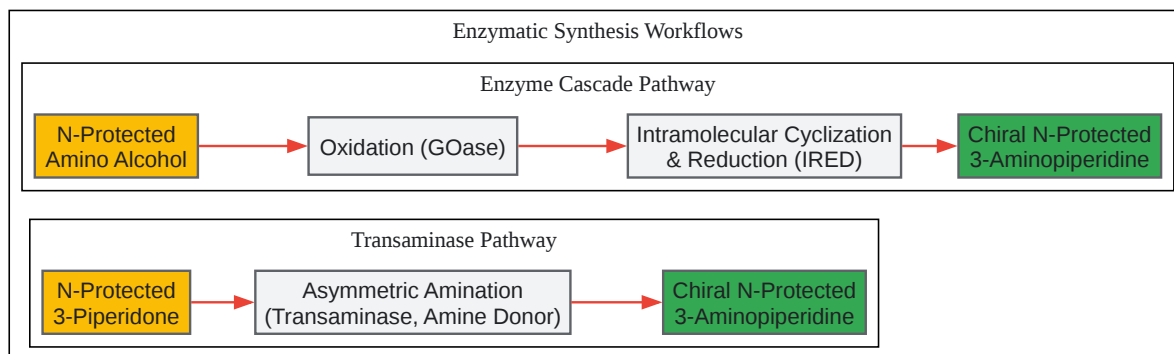 Enzymatic Synthesis Workflows
Enzyme Cascade Pathway
N-Protected
Amino Alcohol
Oxidation (GOase)
Intramolecular Cyclization
& Reduction (IRED)
Chiral N-Protected
3-Aminopiperidine
Transaminase Pathway
N-Protected
3-Piperidone
Asymmetric Amination
(Transaminase, Amine Donor)
Chiral N-Protected
3-Aminopiperidine